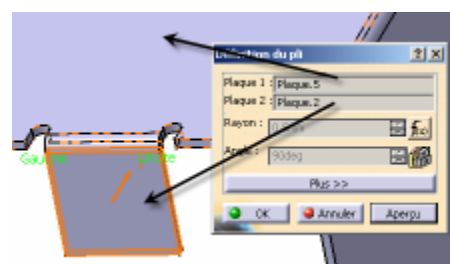 Définition du pli
Plaque 1 : Plaque.5
Plaque 2 : Plaque.2
Rayon :
Angle : 90deg
Plus >>
OK Annuler Aperçu
Gauche Droite